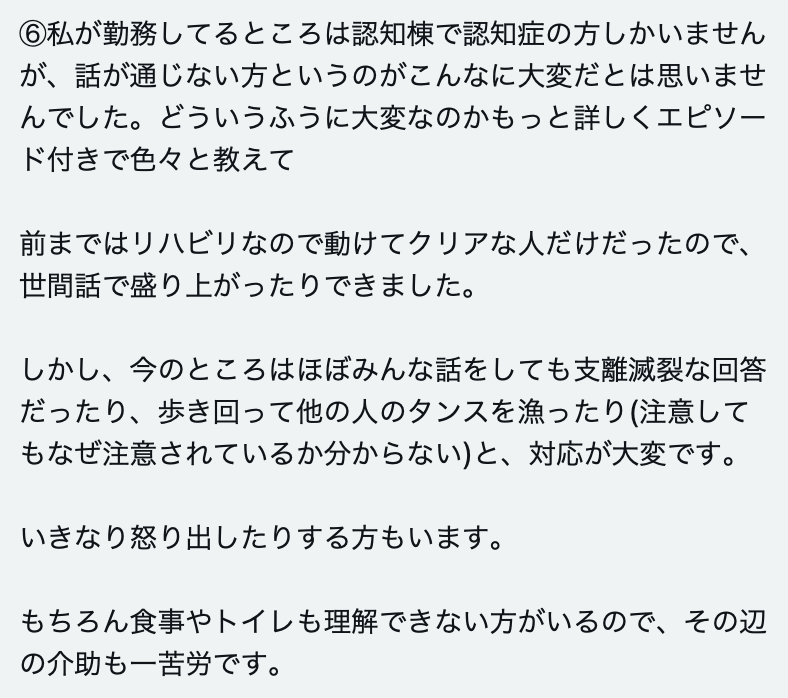 ⑥私が勤務してるところは認知棟で認知症の方しかいません
が、話が通じない方というのがこんなに大変だとは思いませ
んでした。どういうふうに大変なのかもっと詳しくエピソー
ド付きで色々と教えて
前まではリハビリなので動けてクリアな人だけだったので、
世間話で盛り上がったりできました。
しかし、今のところはほぼみんな話をしても支離滅裂な回答
だったり、歩き回って他の人のタンスを漁ったり(注意して
もなぜ注意されているか分からない)と、対応が大変です。
いきなり怒り出したりする方もいます。
もちろん食事やトイレも理解できない方がいるので、その辺
の介助も一苦労です。